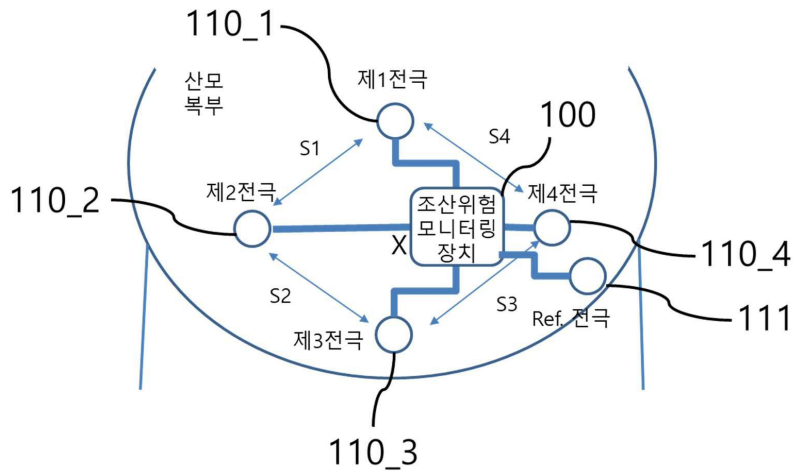 110_1
산모
복부
제1전극
100
S1
S4
제2전극
110_2
조산위험
모니터링
장치
제4전극
X
110_4
S2
S3
제3전극
Ref. 전극
111
110_3